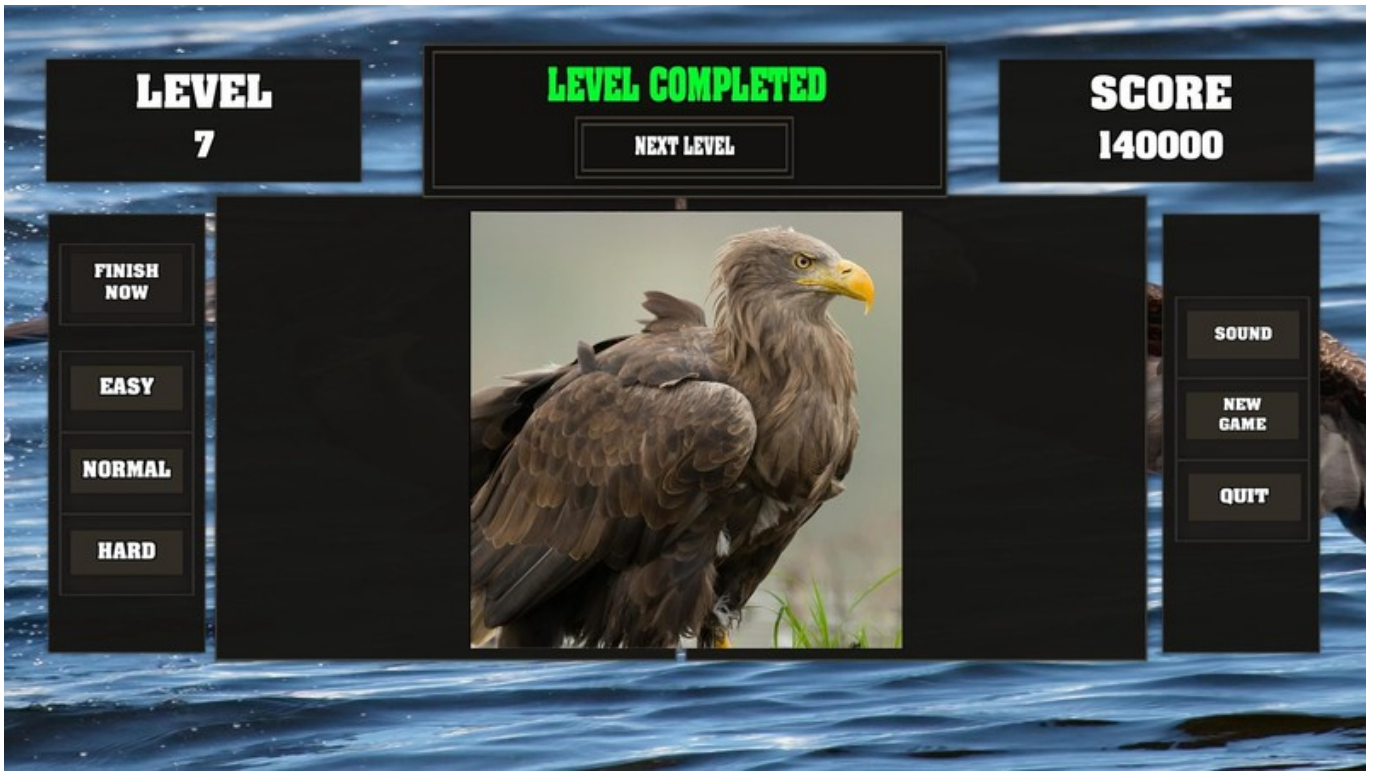 LEVEL
7
LEVEL COMPLETED
NEXT LEVEL
SCORE
140000
FINISH
NOW
EASY
NORMAL
HARD
SOUND
NEW
GAME
QUIT